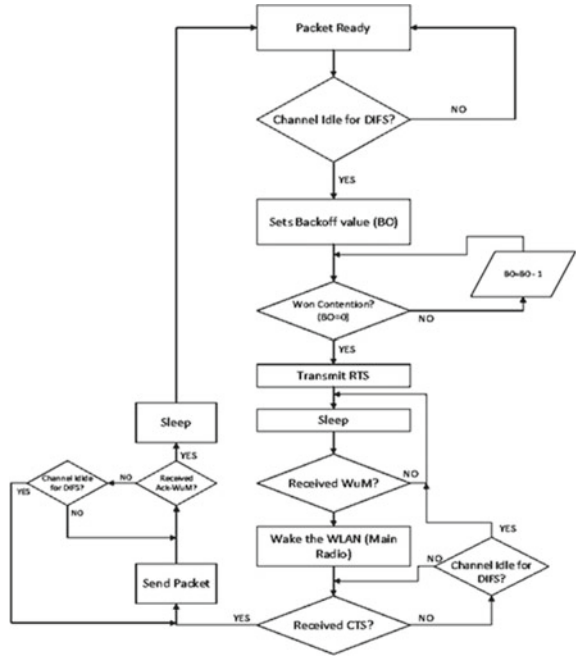 Packet Ready
Channel Idle for DIFS?
NO
YES
Sets Backoff value (BO)
BO=BO - 1
Won Contention?
(BO=0)
NO
YES
Transmit RTS
Sleep
Sleep
YES
Channel Idlde
for DIFS?
NO
Received
Ack-WuM?
Received WuM?
NO
YES
NO
YES
Wake the WLAN (Main
Radio)
NO
Channel Idle for
DIFS?
Send Packet
YES
Received CTS?
NO